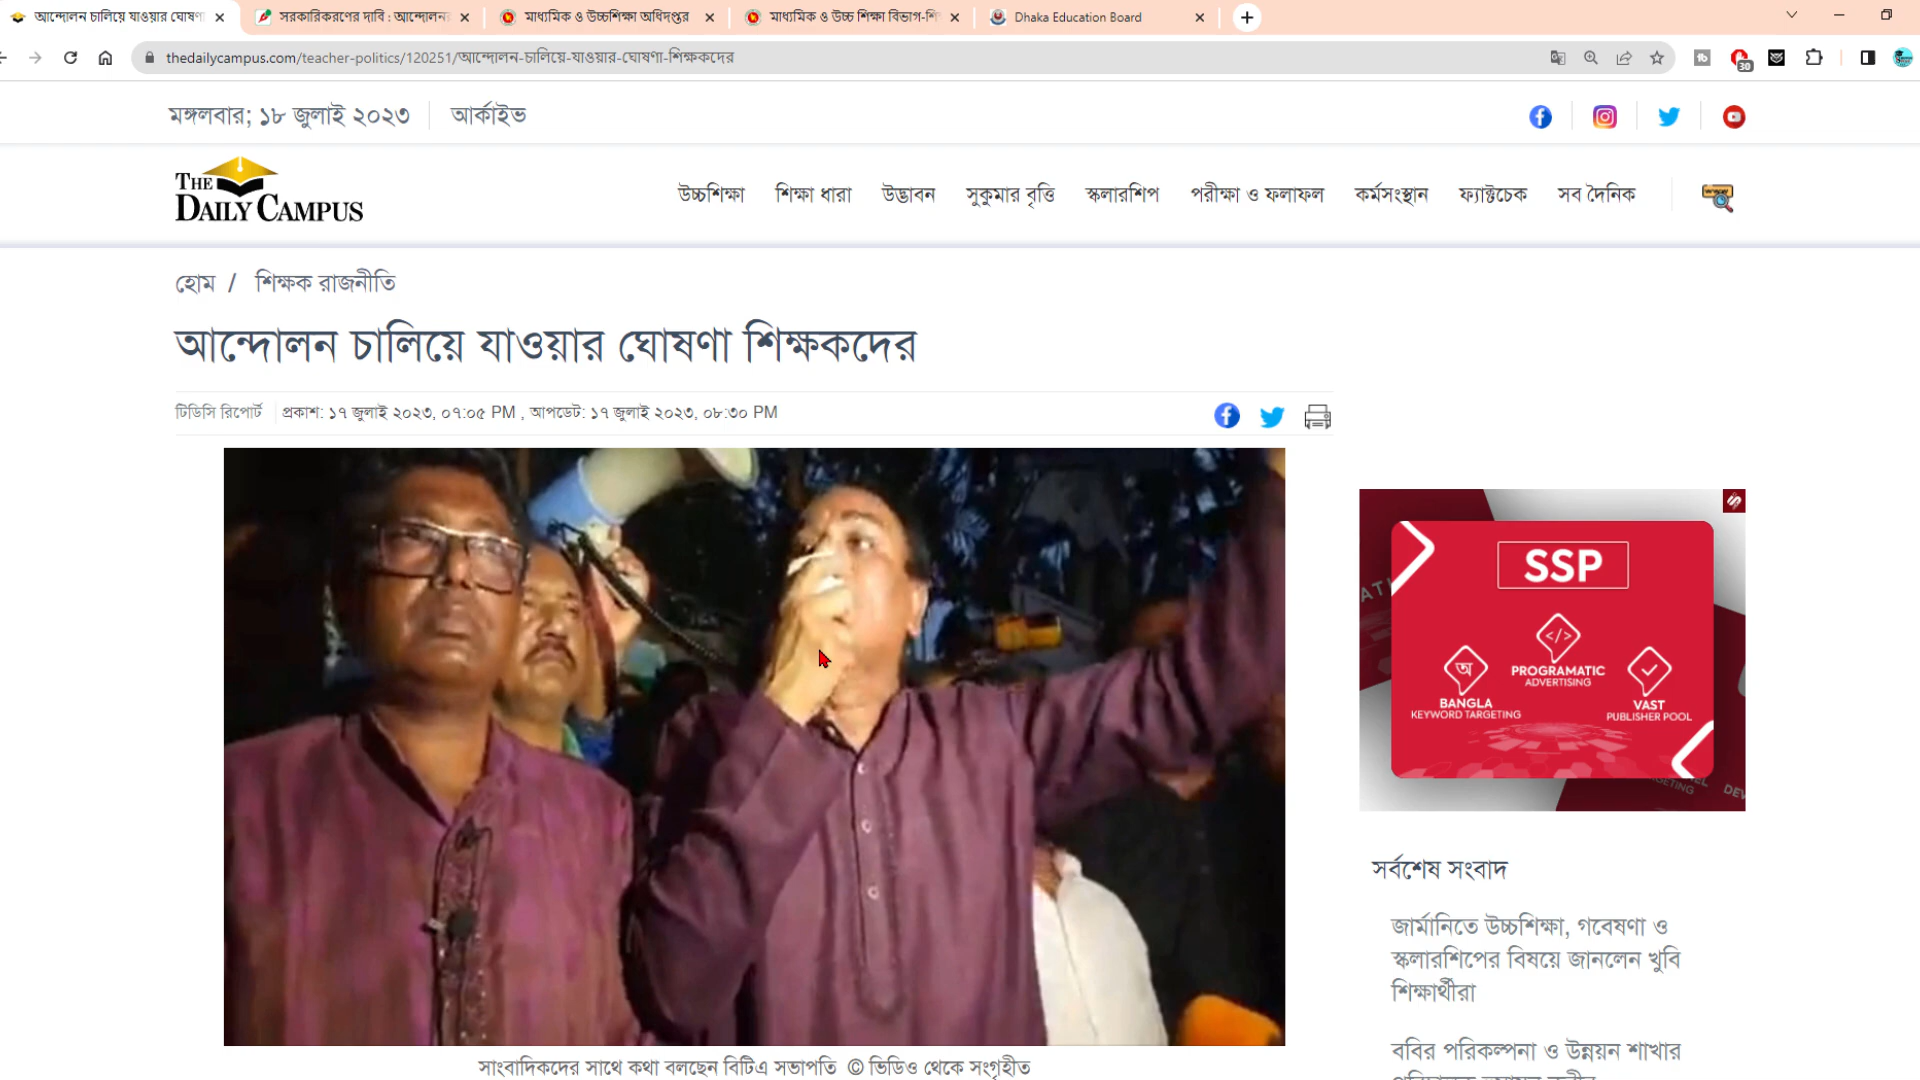 আন্দোলন চালিয়ে যাওয়ার ঘোষণা
সরকারিকরণের দাবি : আন্দোলন
মাধ্যমিক ও উচ্চশিক্ষা অধিদপ্তর
মাধ্যমিক ও উচ্চ শিক্ষা বিভাগ-শি
Dhaka Education Board
thedailycampus.com/teacher-politics/120251/আন্দোলন-চালিয়ে-যাওয়ার-ঘোষণা-শিক্ষকদের
30
মঙ্গলবার; ১৮ জুলাই ২০২৩
আর্কাইভ
THE
DAILY CAMPUS
উচ্চশিক্ষা শিক্ষা ধারা উদ্ভাবন সুকুমার বৃত্তি স্কলারশিপ পরীক্ষা ও ফলাফল কর্মসংস্থান ফ্যাক্টচেক সব দৈনিক
হোম / শিক্ষক রাজনীতি
আন্দোলন চালিয়ে যাওয়ার ঘোষণা শিক্ষকদের
টিডিসি রিপোর্ট প্রকাশ: ১৭ জুলাই ২০২৩, ০৭:০৫ PM , আপডেট: ১৭ জুলাই ২০২৩, ০৮:৩০ PM
SSP
অ
BANGLA
KEYWORD TARGETING
PROGRAMATIC
ADVERTISING
VAST
PUBLISHER POOL
সর্বশেষ সংবাদ
জার্মানিতে উচ্চশিক্ষা, গবেষণা ও
স্কলারশিপের বিষয়ে জানলেন খুবি
শিক্ষার্থীরা
ববির পরিকল্পনা ও উন্নয়ন শাখার
সাংবাদিকদের সাথে কথা বলছেন বিটিএ সভাপতি © ভিডিও থেকে সংগৃহীত